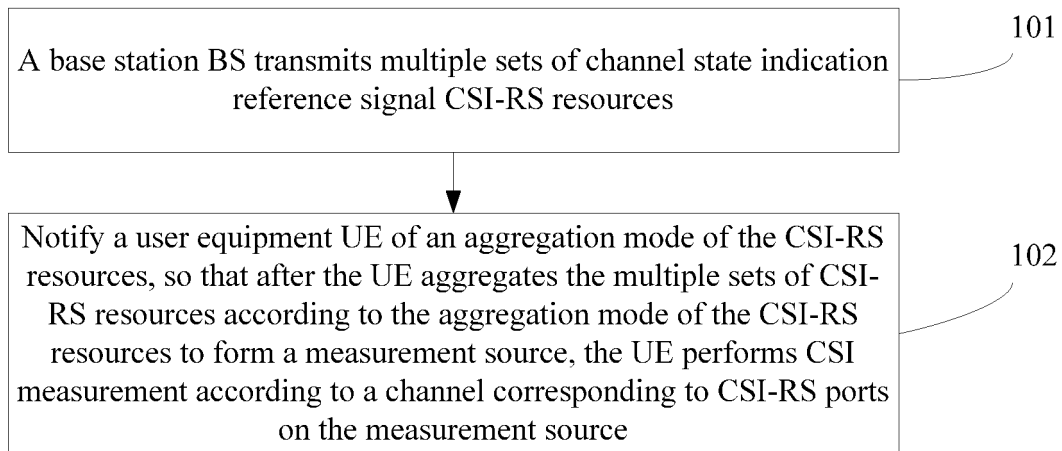 101
A base station BS transmits multiple sets of channel state indication
reference signal CSI-RS resources
Notify a user equipment UE of an aggregation mode of the CSI-RS
resources, so that after the UE aggregates the multiple sets of CSI-
RS resources according to the aggregation mode of the CSI-RS
resources to form a measurement source, the UE performs CSI
measurement according to a channel corresponding to CSI-RS ports
on the measurement source
102